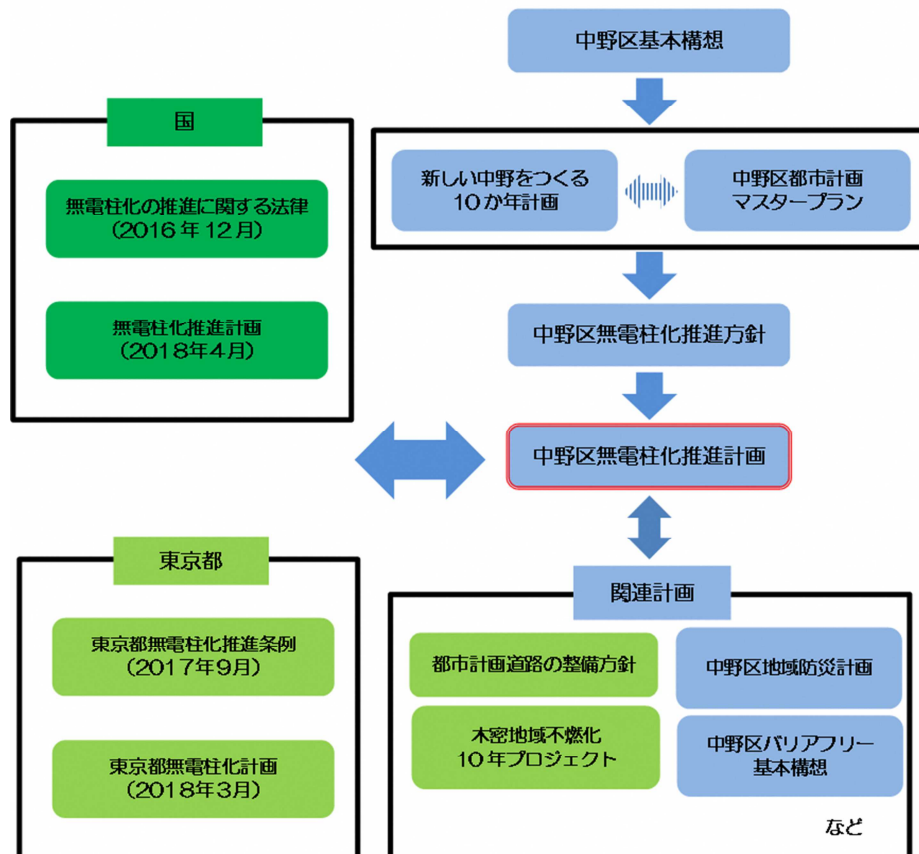 中野区基本構想
国
無電柱化の推進に関する法律
(2016年12月)
無電柱化推進計画
(2018年4月)
新しい中野をつくる
10か年計画
中野区都市計画
マスタープラン
中野区無電柱化推進方針
中野区無電柱化推進計画
東京都
東京都無電柱化推進条例
(2017年9月)
東京都無電柱化計画
(2018年3月)
関連計画
都市計画道路の整備方針
中野区地域防災計画
木密地域不燃化
10年プロジェクト
中野区バリアフリー
基本構想
など